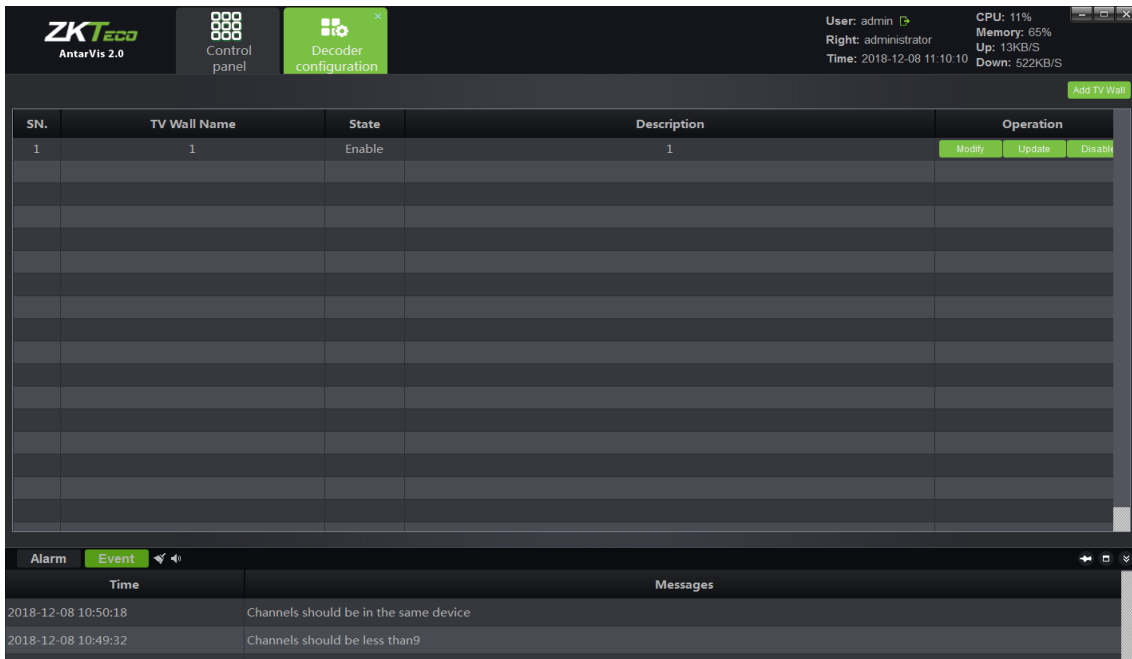 ZKTECO
AntarVis 2.0
Control
panel
Decoder
configuration
User: admin
Right: administrator
Time: 2018-12-08 11:10:10
CPU: 11%
Memory: 65%
Up: 13KB/S
Down: 522KB/S
Add TV Wall
SN. TV Wall Name State Description Operation
1 1 Enable 1 Modify Update Disable
Alarm Event
Time Messages
2018-12-08 10:50:18 Channels should be in the same device
2018-12-08 10:49:32 Channels should be less than9